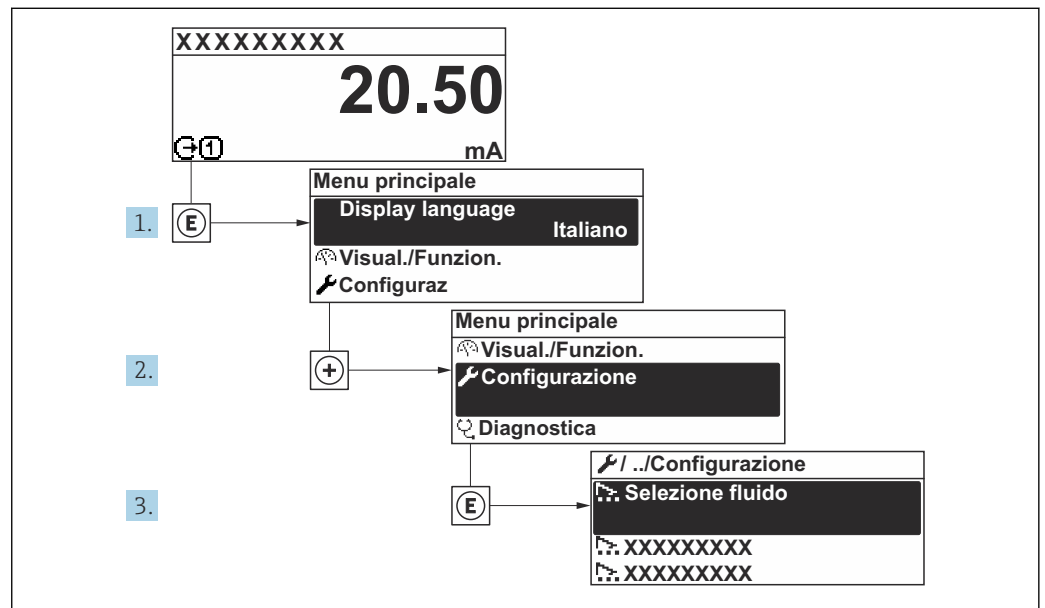 XXXXXXXXX
20.50
1
mA
Menu principale
Display language
Italiano
Visual./Funzion.
Configuraz
1.
E
Menu principale
Visual./Funzion.
Configurazione
Diagnostica
2.
+
/ ../Configurazione
Selezione fluido
XXXXXXXXX
XXXXXXXXX
3.
E